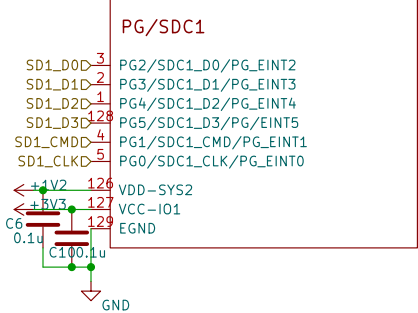 PG/SDC1
SD1_D0 3 PG2/SDC1_D0/PG_EINT2
SD1_D1 2 PG3/SDC1_D1/PG_EINT3
SD1_D2 1 PG4/SDC1_D2/PG_EINT4
SD1_D3 128 PG5/SDC1_D3/PG/EINT5
SD1_CMD 4 PG1/SDC1_CMD/PG_EINT1
SD1_CLK 5 PG0/SDC1_CLK/PG_EINT0
+1V2 126 VDD-SYS2
+3V3 127 VCC-IO1
C6 129 EGND
0.1u
C10 0.1u
GND